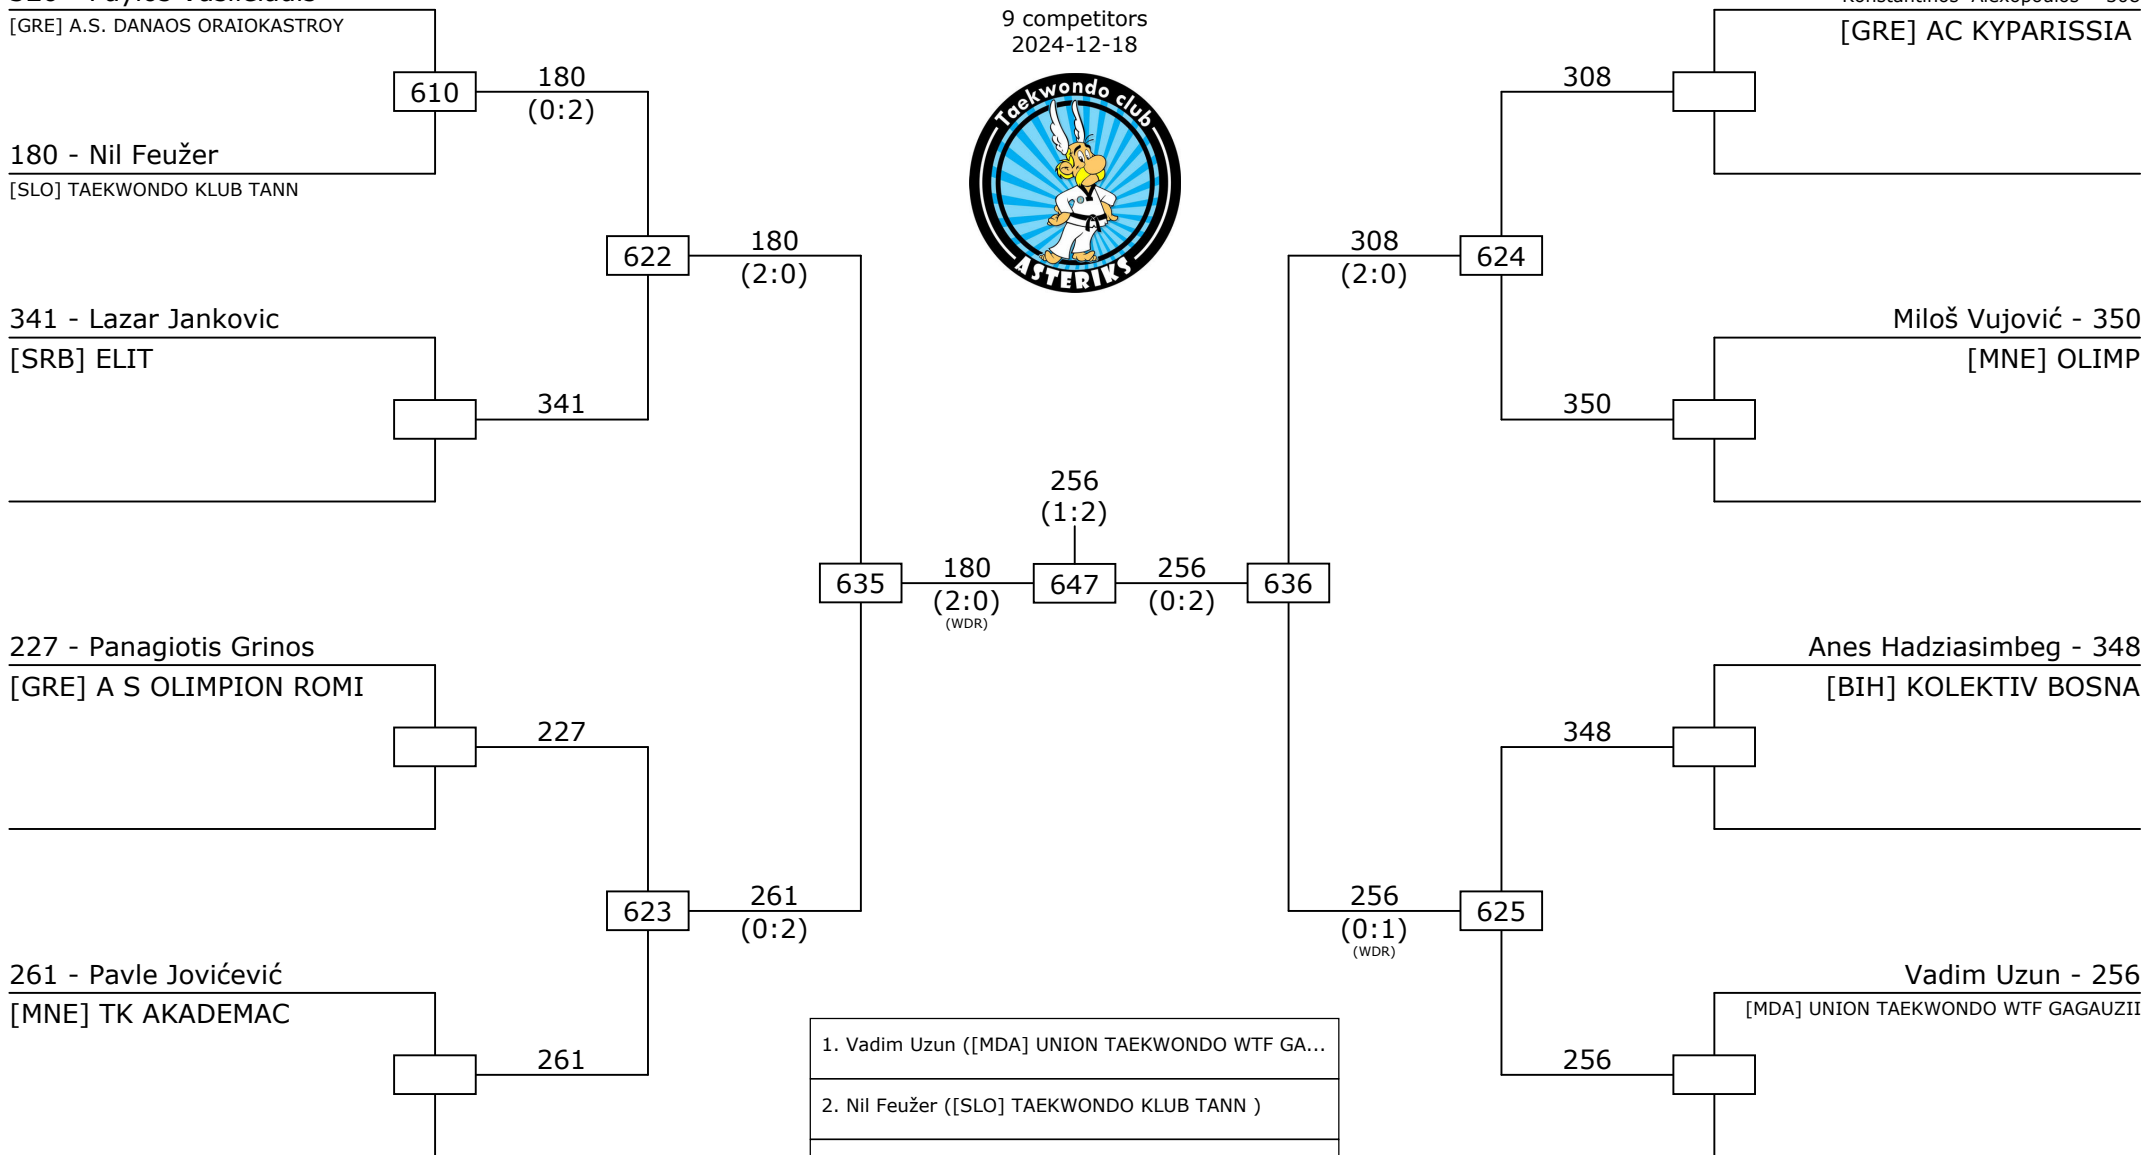 [GRE] A.S. DANAOS ORAIOKASTROY
610
180
(0:2)
180 - Nil Feužer
[SLO] TAEKWONDO KLUB TANN
622
180
(2:0)
341 - Lazar Jankovic
[SRB] ELIT
341
227 - Panagiotis Grinos
[GRE] A S OLIMPION ROMI
227
623
261
(0:2)
261 - Pavle Jovićević
[MNE] TK AKADEMAC
261
9 competitors
2024-12-18
Taekwondo club
ASTERIKS
256
(1:2)
635
180
(2:0)
(WDR)
647
256
(0:2)
636
[GRE] AC KYPARISSIA
308
308
(2:0)
624
Miloš Vujović - 350
[MNE] OLIMP
350
Anes Hadziasimbeg - 348
[BIH] KOLEKTIV BOSNA
348
256
(0:1)
(WDR)
625
Vadim Uzun - 256
[MDA] UNION TAEKWONDO WTF GAGAUZII
256
1. Vadim Uzun ([MDA] UNION TAEKWONDO WTF GA...
2. Nil Feužer ([SLO] TAEKWONDO KLUB TANN )